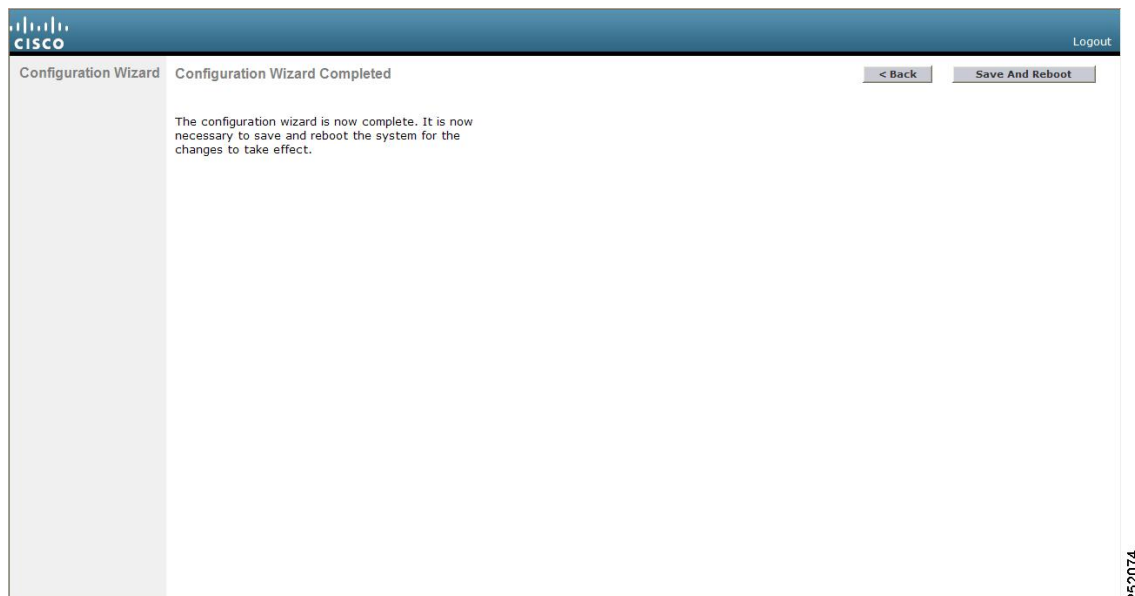 CISCO
Logout
Configuration Wizard
Configuration Wizard Completed
< Back
Save And Reboot
The configuration wizard is now complete. It is now
necessary to save and reboot the system for the
changes to take effect.
252074